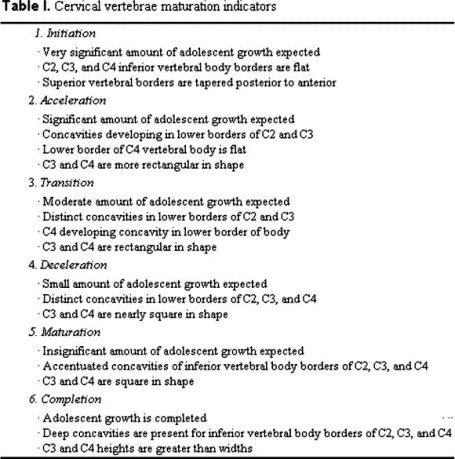 Table I. Cervical vertebrae maturation indicators
1. Initiation
· Very significant amount of adolescent growth expected
· C2, C3, and C4 inferior vertebral body borders are flat
· Superior vertebral borders are tapered posterior to anterior
2. Acceleration
· Significant amount of adolescent growth expected
· Concavities developing in lower borders of C2 and C3
· Lower border of C4 vertebral body is flat
· C3 and C4 are more rectangular in shape
3. Transition
· Moderate amount of adolescent growth expected
· Distinct concavities in lower borders of C2 and C3
· C4 developing concavity in lower border of body
· C3 and C4 are rectangular in shape
4. Deceleration
· Small amount of adolescent growth expected
· Distinct concavities in lower borders of C2, C3, and C4
· C3 and C4 are nearly square in shape
5. Maturation
· Insignificant amount of adolescent growth expected
· Accentuated concavities of inferior vertebral body borders of C2, C3, and C4
· C3 and C4 are square in shape
6. Completion
· Adolescent growth is completed
· Deep concavities are present for inferior vertebral body borders of C2, C3, and C4
· C3 and C4 heights are greater than widths